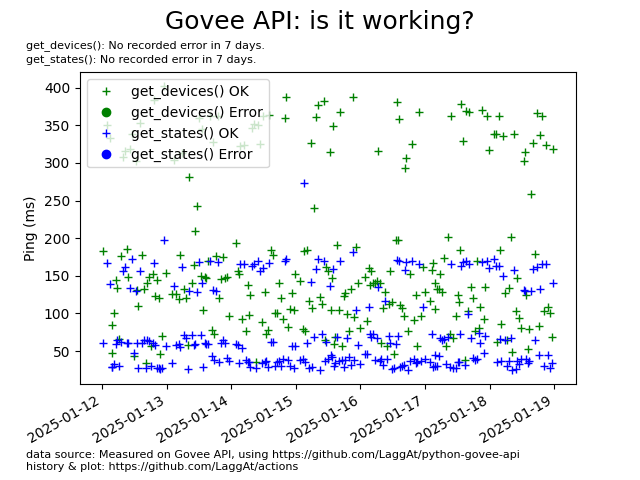 Govee API: is it working?
get_devices(): No recorded error in 7 days.
get_states(): No recorded error in 7 days.
get_devices() OK
get_devices() Error
get_states() OK
get_states() Error
Ping (ms)
400
350
300
250
200
150
100
50
2025-01-12
2025-01-13
2025-01-14
2025-01-15
2025-01-16
2025-01-17
2025-01-18
2025-01-19
data source: Measured on Govee API, using https://github.com/LaggAt/python-govee-api
history & plot: https://github.com/LaggAt/actions